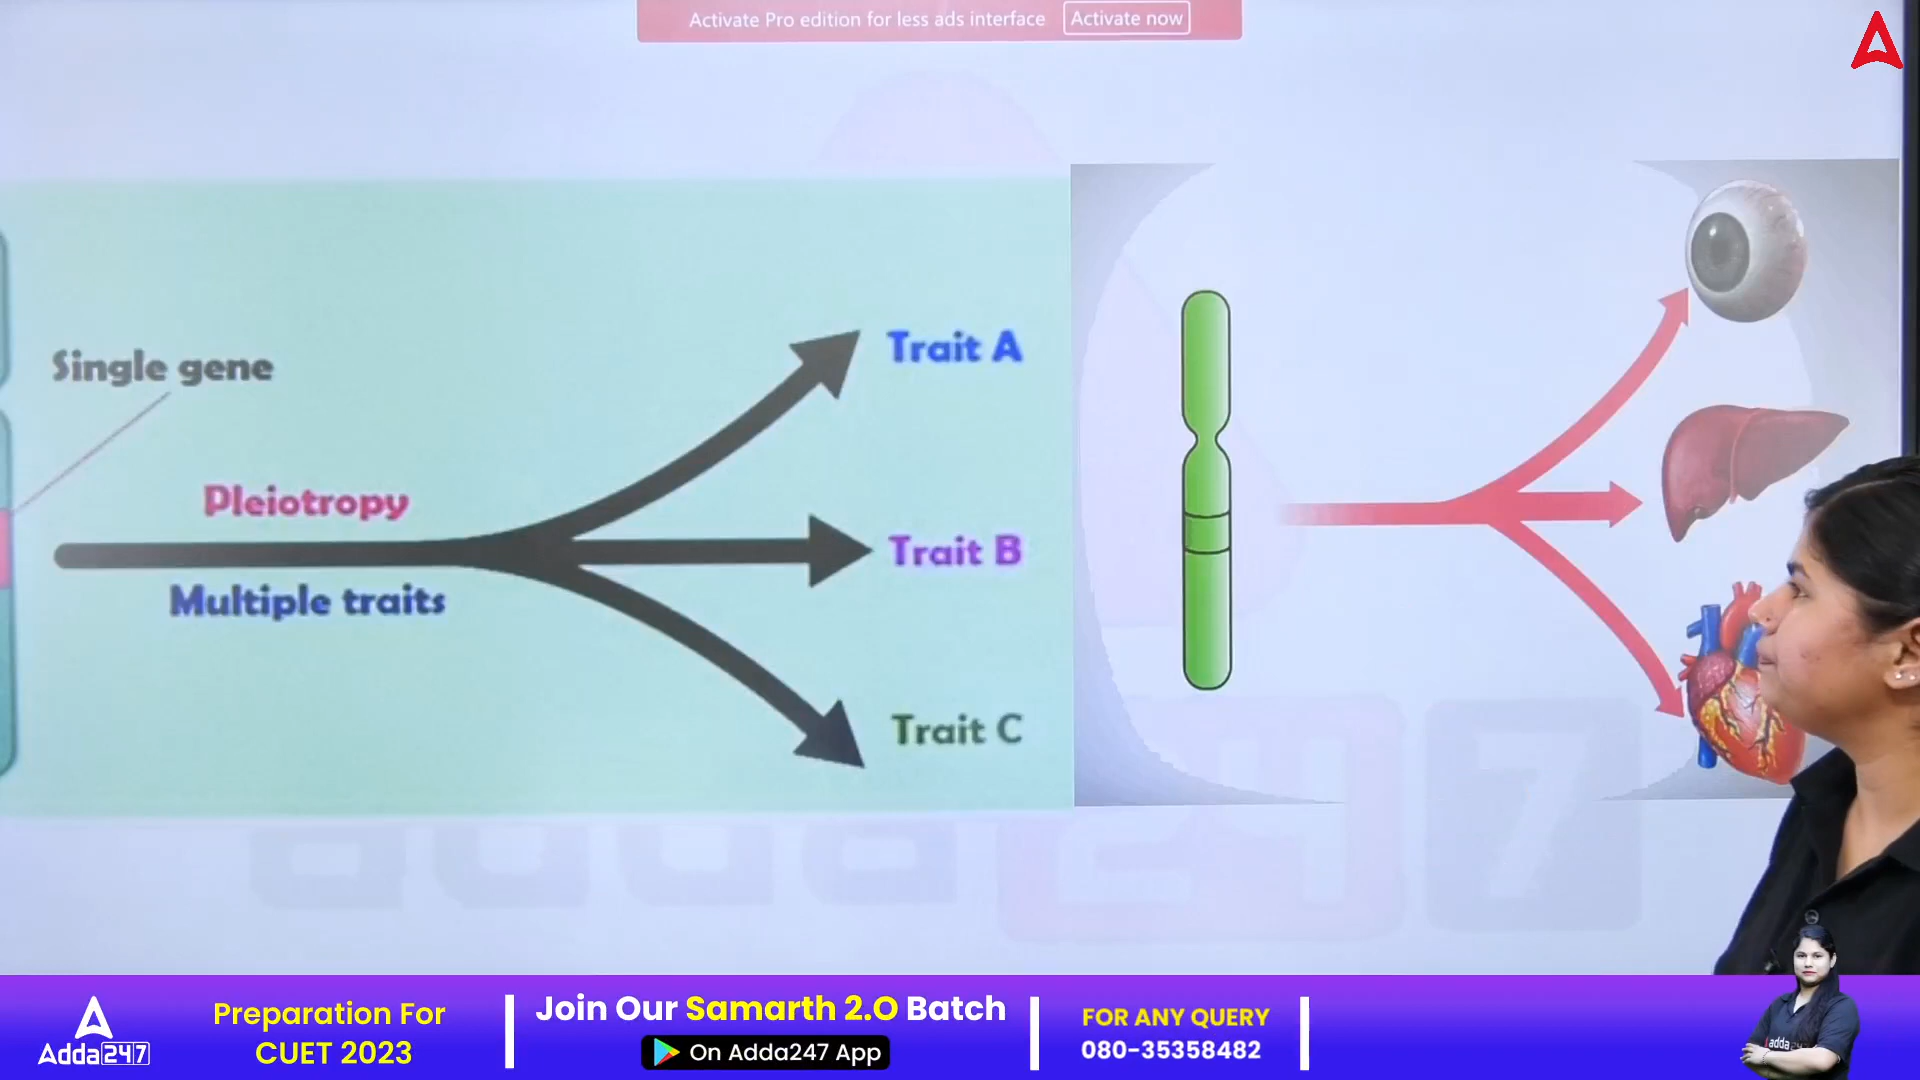 Activate Pro edition for less ads interface
Activate now
Single gene
Pleiotropy
Multiple traits
Trait A
Trait B
Trait C
Adda247
Preparation For
CUET 2023
Join Our Samarth 2.O Batch
On Adda247 App
FOR ANY QUERY
080-35358482